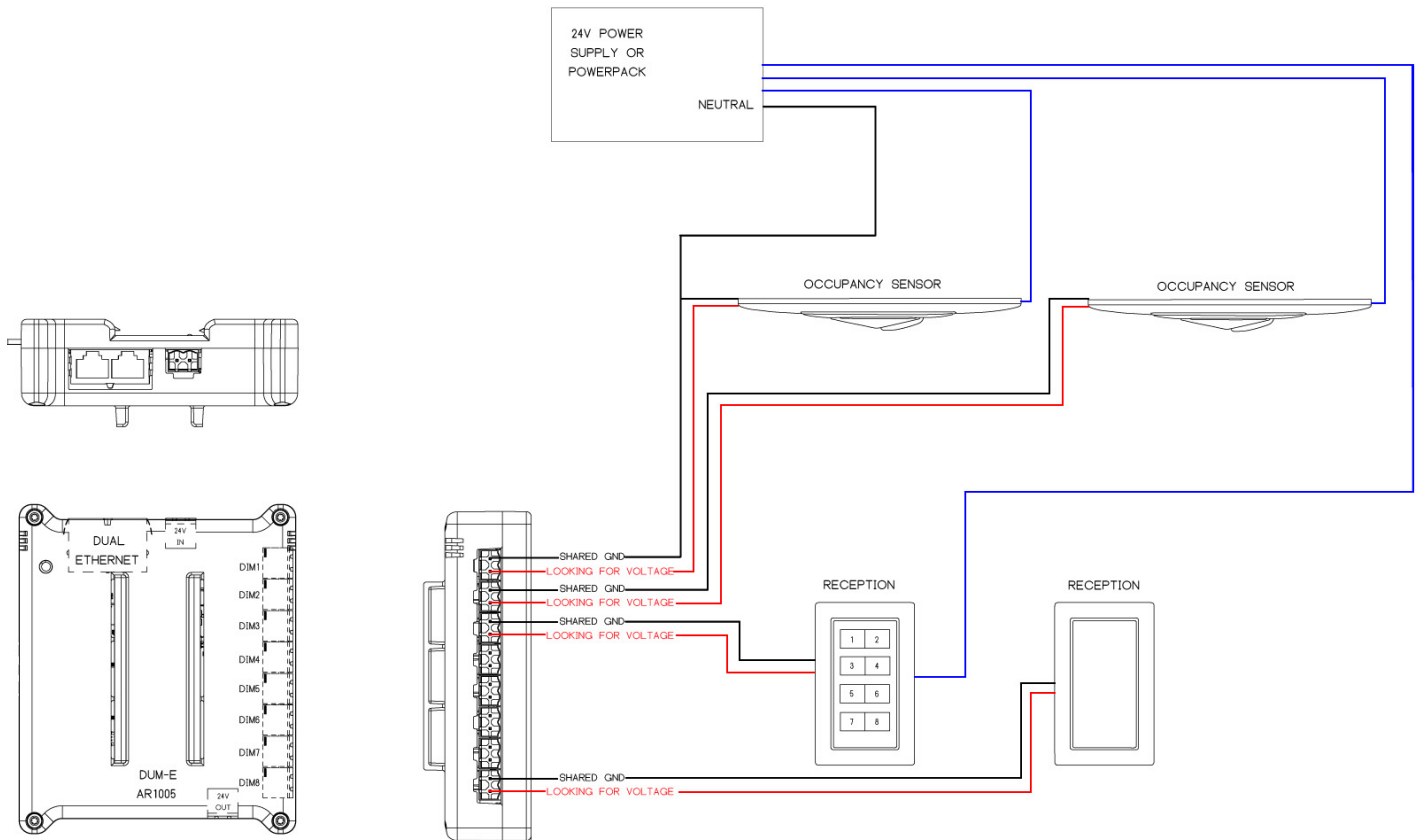 24V POWER
SUPPLY OR
POWERPACK
NEUTRAL
OCCUPANCY SENSOR
OCCUPANCY SENSOR
DUAL
ETHERNET
24V
IN
DIM1
DIM2
DIM3
DIM4
DIM5
DIM6
DIM7
DIM8
DUM-E
AR1005
24V
OUT
SHARED GND
LOOKING FOR VOLTAGE
SHARED GND
LOOKING FOR VOLTAGE
SHARED GND
LOOKING FOR VOLTAGE
SHARED GND
LOOKING FOR VOLTAGE
RECEPTION
1 2
3 4
5 6
7 8
RECEPTION